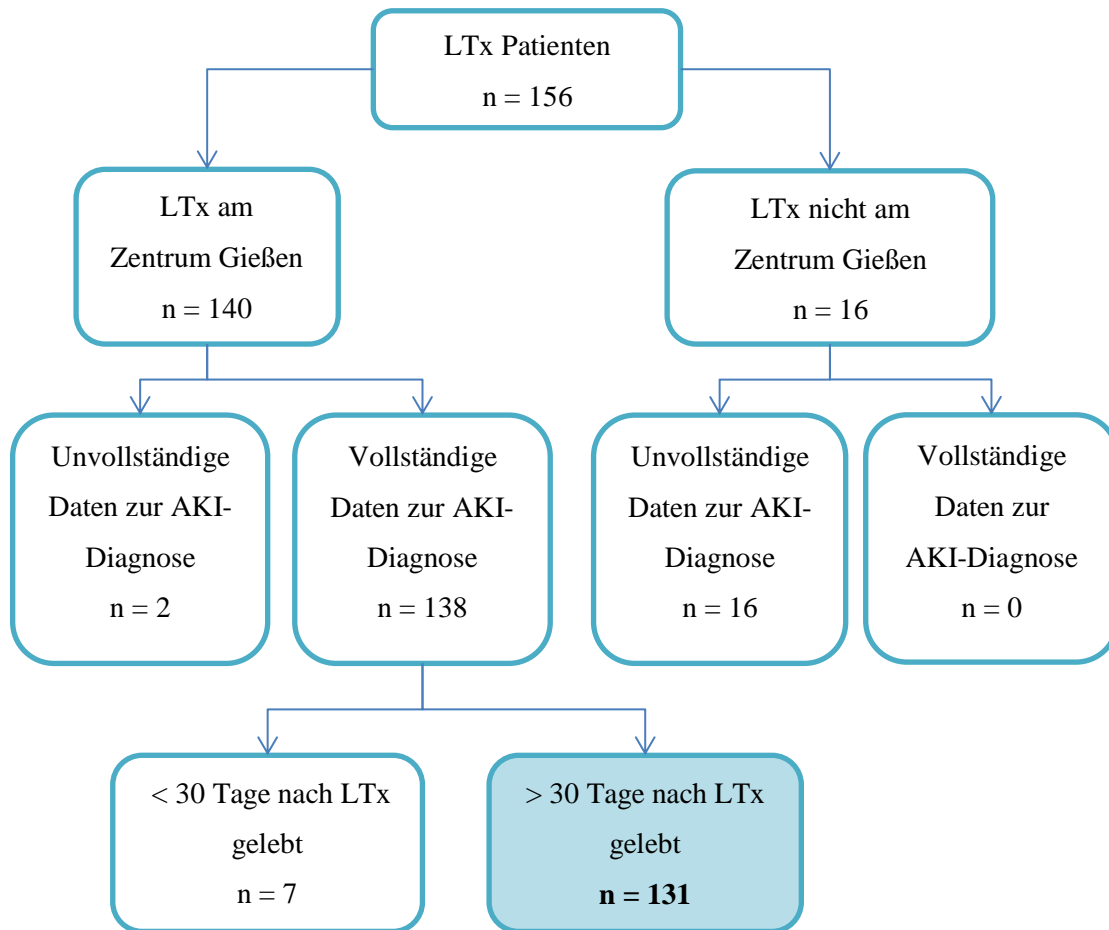 LTx Patienten
n = 156
LTx am
Zentrum Gießen
n = 140
LTx nicht am
Zentrum Gießen
n = 16
Unvollständige
Daten zur AKI-
Diagnose
n = 2
Vollständige
Daten zur AKI-
Diagnose
n = 138
Unvollständige
Daten zur AKI-
Diagnose
n = 16
Vollständige
Daten zur
AKI-Diagnose
n = 0
< 30 Tage nach LTx
gelebt
n = 7
> 30 Tage nach LTx
gelebt
n = 131